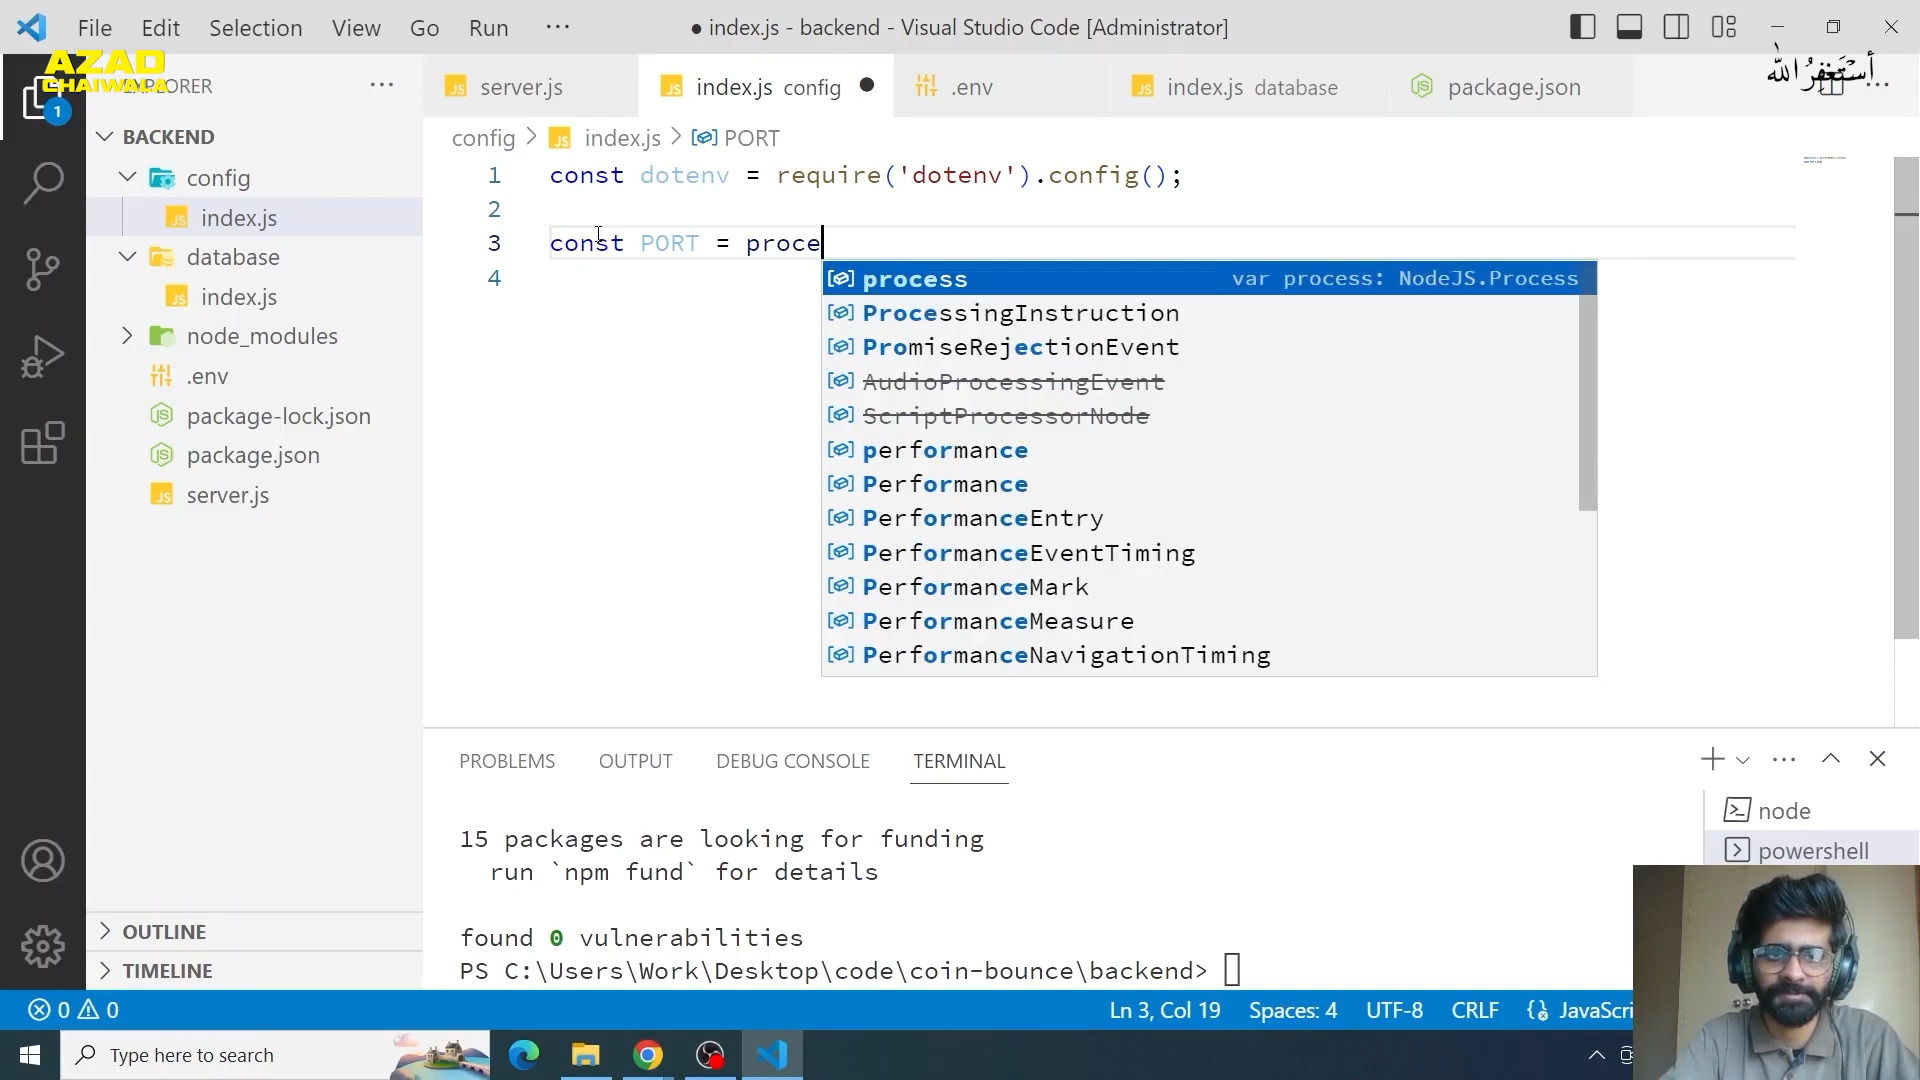 File Edit Selection View Go Run ···
● index.js - backend - Visual Studio Code [Administrator]
AZAD
CHAIWALA
EXPLORER ···
server.js
index.js config
.env
index.js database
package.json
أَسْتَغْفِرُ اللّٰه
1
BACKEND
config
index.js
database
index.js
node_modules
.env
package-lock.json
package.json
server.js
OUTLINE
TIMELINE
config > index.js > PORT
1 const dotenv = require('dotenv').config();
2
3 const PORT = proce
4
process var process: NodeJS.Process
ProcessingInstruction
PromiseRejectionEvent
AudioProcessingEvent
ScriptProcessorNode
performance
Performance
PerformanceEntry
PerformanceEventTiming
PerformanceMark
PerformanceMeasure
PerformanceNavigationTiming
PROBLEMS OUTPUT DEBUG CONSOLE TERMINAL
15 packages are looking for funding
run `npm fund` for details
found 0 vulnerabilities
PS C:\Users\Work\Desktop\code\coin-bounce\backend>
node
powershell
0 0
Ln 3, Col 19 Spaces: 4 UTF-8 CRLF {} JavaScri
Type here to search